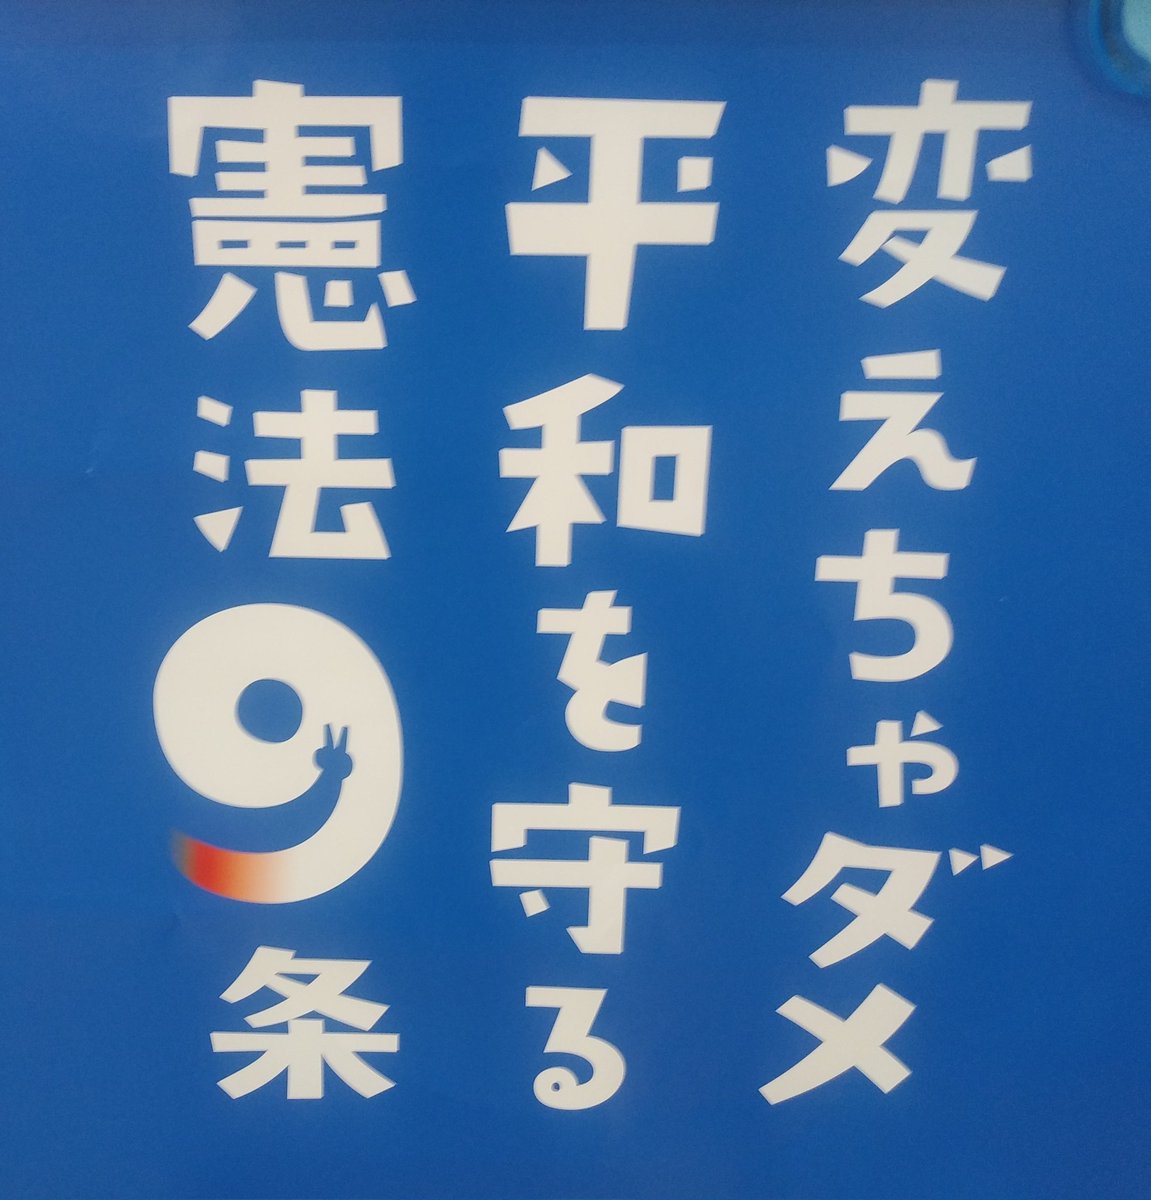 変えちゃダメ
平和を守る
憲法9条